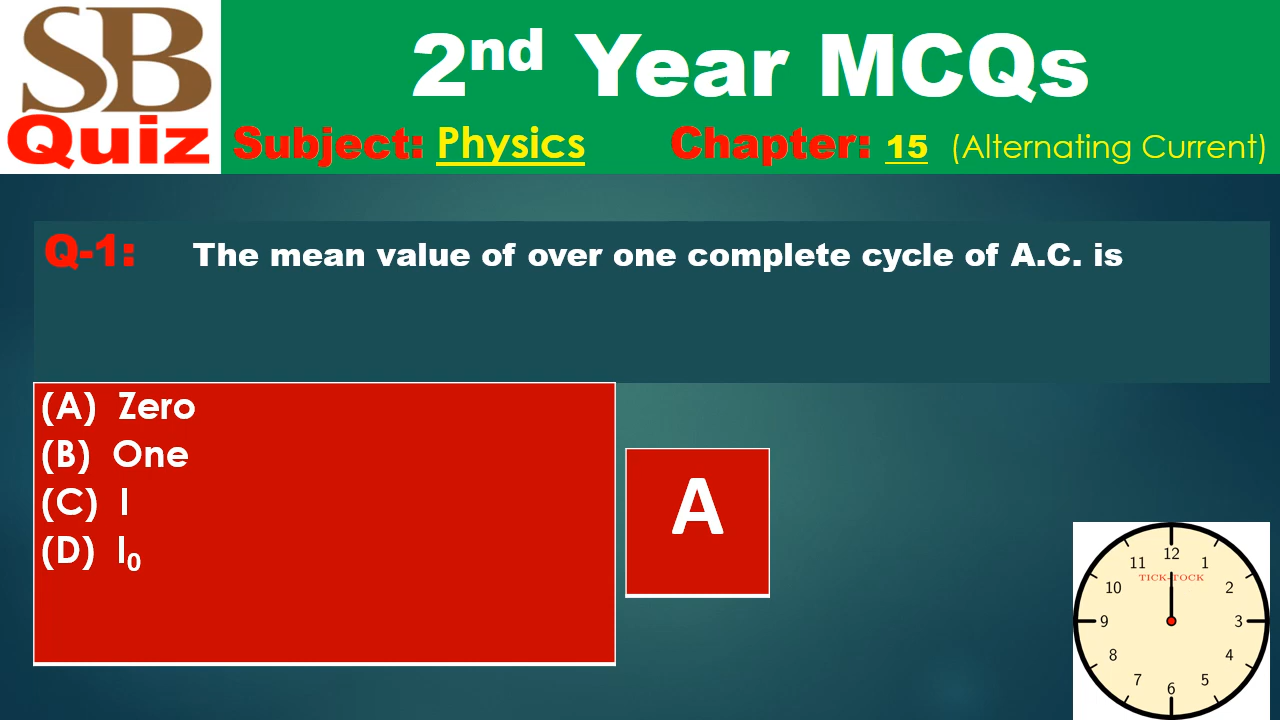 SB
Quiz
2nd Year MCQs
Subject: Physics Chapter: 15 (Alternating Current)
Q-1: The mean value of over one complete cycle of A.C. is
(A) Zero
(B) One
(C) I
(D) I₀
A
12
11 1
TICK-TOCK
10 2
9 3
8 4
7 5
6